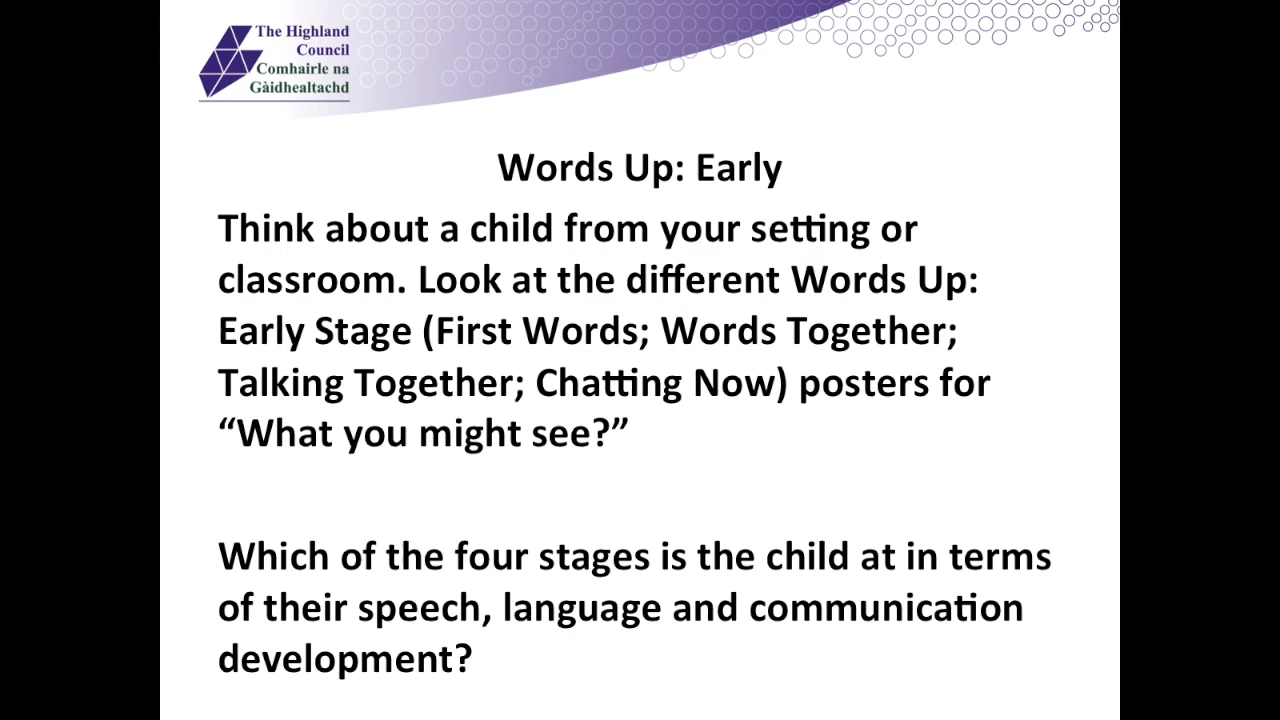 The Highland
Council
Comhairle na
Gàidhealtachd
Words Up: Early
Think about a child from your setting or
classroom. Look at the different Words Up:
Early Stage (First Words; Words Together;
Talking Together; Chatting Now) posters for
“What you might see?”
Which of the four stages is the child at in terms
of their speech, language and communication
development?